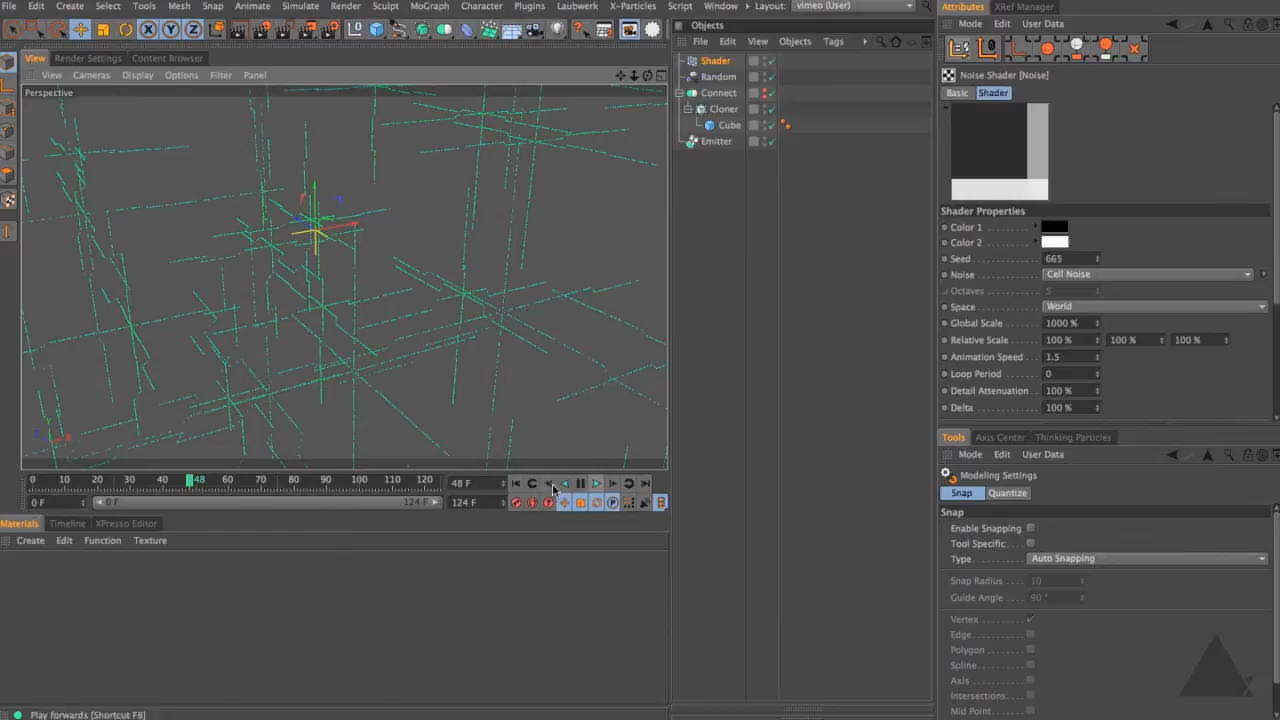 File Edit Create Select Tools Mesh Snap Animate Simulate Render Sculpt MoGraph Character Plugins Laubwerk X-Particles Script Window Layout: vimeo (User)
Attributes XRef Manager
Objects
Mode Edit User Data
File Edit View Objects Tags
View Render Settings Content Browser
View Cameras Display Options Filter Panel
Perspective
Shader
Random
Connect
Cloner
Cube
Emitter
Noise Shader [Noise]
Basic Shader
Shader Properties
Color 1
Color 2
Seed 665
Noise Cell Noise
Octaves 5
Space World
Global Scale 1000 %
Relative Scale 100 % 100 % 100 %
Animation Speed 1.5
Loop Period 0
Detail Attenuation 100 %
Delta 100 %
Tools Axis Center Thinking Particles
Mode Edit User Data
Modeling Settings
Snap Quantize
Snap
Enable Snapping
Tool Specific
Type Auto Snapping
Snap Radius 10
Guide Angle 90 °
Vertex
Edge
Polygon
Spline
Axis
Intersections
Mid Point
0 10 20 30 40 48 60 70 80 90 100 110 120 48 F
0 F 0 F 124 F 124 F
Materials Timeline XPresso Editor
Create Edit Function Texture
Play forwards [Shortcut F8]
X Y Z